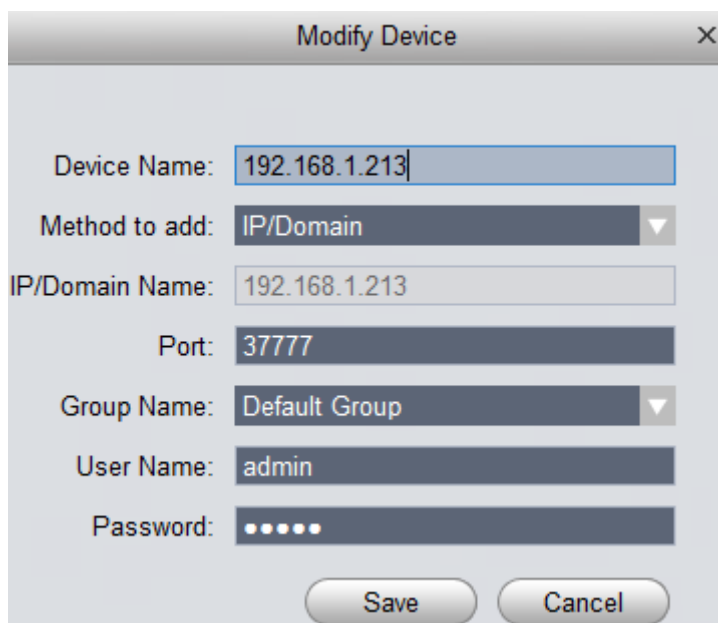 Modify Device
Device Name: 192.168.1.213
Method to add: IP/Domain
IP/Domain Name: 192.168.1.213
Port: 37777
Group Name: Default Group
User Name: admin
Password: •••••
Save Cancel